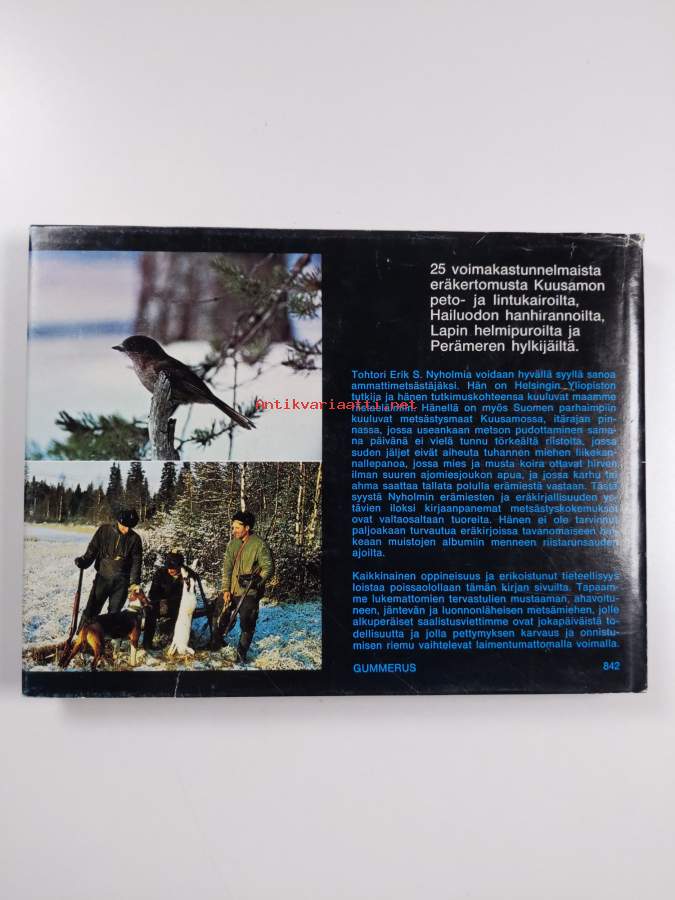 25 voimakastunnelmaista
eräkertomusta Kuusamon
peto- ja lintukairoilta,
Hailuodon hanhirannoilta,
Lapin helmipuroilta ja
Perämeren hylkijäiltä.
Tohtori Erik S. Nyholmia voidaan hyvällä syyllä sanoa
ammattimetsästäjäksi. Hän on Helsingin Yliopiston
tutkija ja hänen tutkimuskohteensa kuuluvat maamme
riistaeläimiin. Hänellä on myös Suomen parhaimpiin
kuuluvat metsästysmaat Kuusamossa, itärajan pin-
nassa, jossa useankaan metson pudottaminen sama-
na päivänä ei vielä tunnu törkeältä riistolta, jossa
suden jäljet eivät aiheuta tuhannen miehen liikekan-
nallepanoa, jossa mies ja musta koira ottavat hirven
ilman suuren ajomiesjoukon apua, ja jossa karhu tai
ahma saattaa tallata polulla erämiestä vastaan. Tästä
syystä Nyholmin erämiesten ja eräkirjallisuuden ys-
tävien iloksi kirjaanpanemat metsästyskokemukset
ovat valtaosaltaan tuoreita. Hänen ei ole tarvinnut
paljoakaan turvautua eräkirjoissa tavanomaiseen
keaan muistojen albumiin menneen riistarunsauden
ajoilta.
Kaikkinainen oppineisuus ja erikoistunut tieteellisyys
loistaa poissaolollaan tämän kirjan sivuilta. Tapaam-
me lukemattomien tervastulien mustaaman, ahavoitu-
neen, jäntevän ja luonnonläheisen metsämiehen, jolle
alkuperäiset saalistusviettimme ovat jokapäiväistä to-
dellisuutta ja jolla pettymyksen karvaus ja onnistu-
misen riemu vaihtelevat laimentumattomalla voimalla.
GUMMERUS 842
Antikvariaatti.net